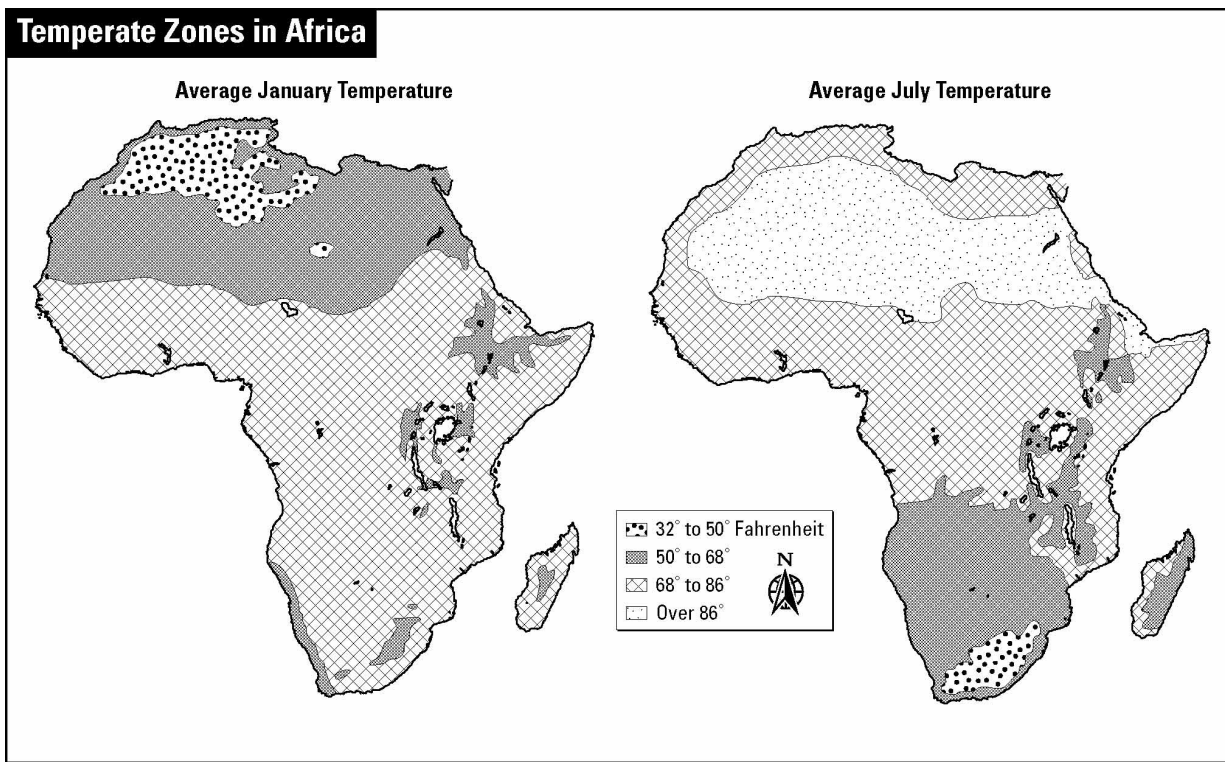 Temperate Zones in Africa
Average January Temperature
Average July Temperature
32° to 50° Fahrenheit
50° to 68°
68° to 86°
Over 86°
N